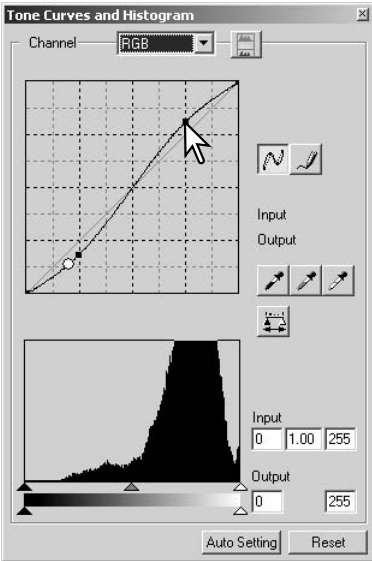 Tone Curves and Histogram
Channel RGB
Input
Output
Input
0 1.00 255
Output
0 255
Auto Setting Reset